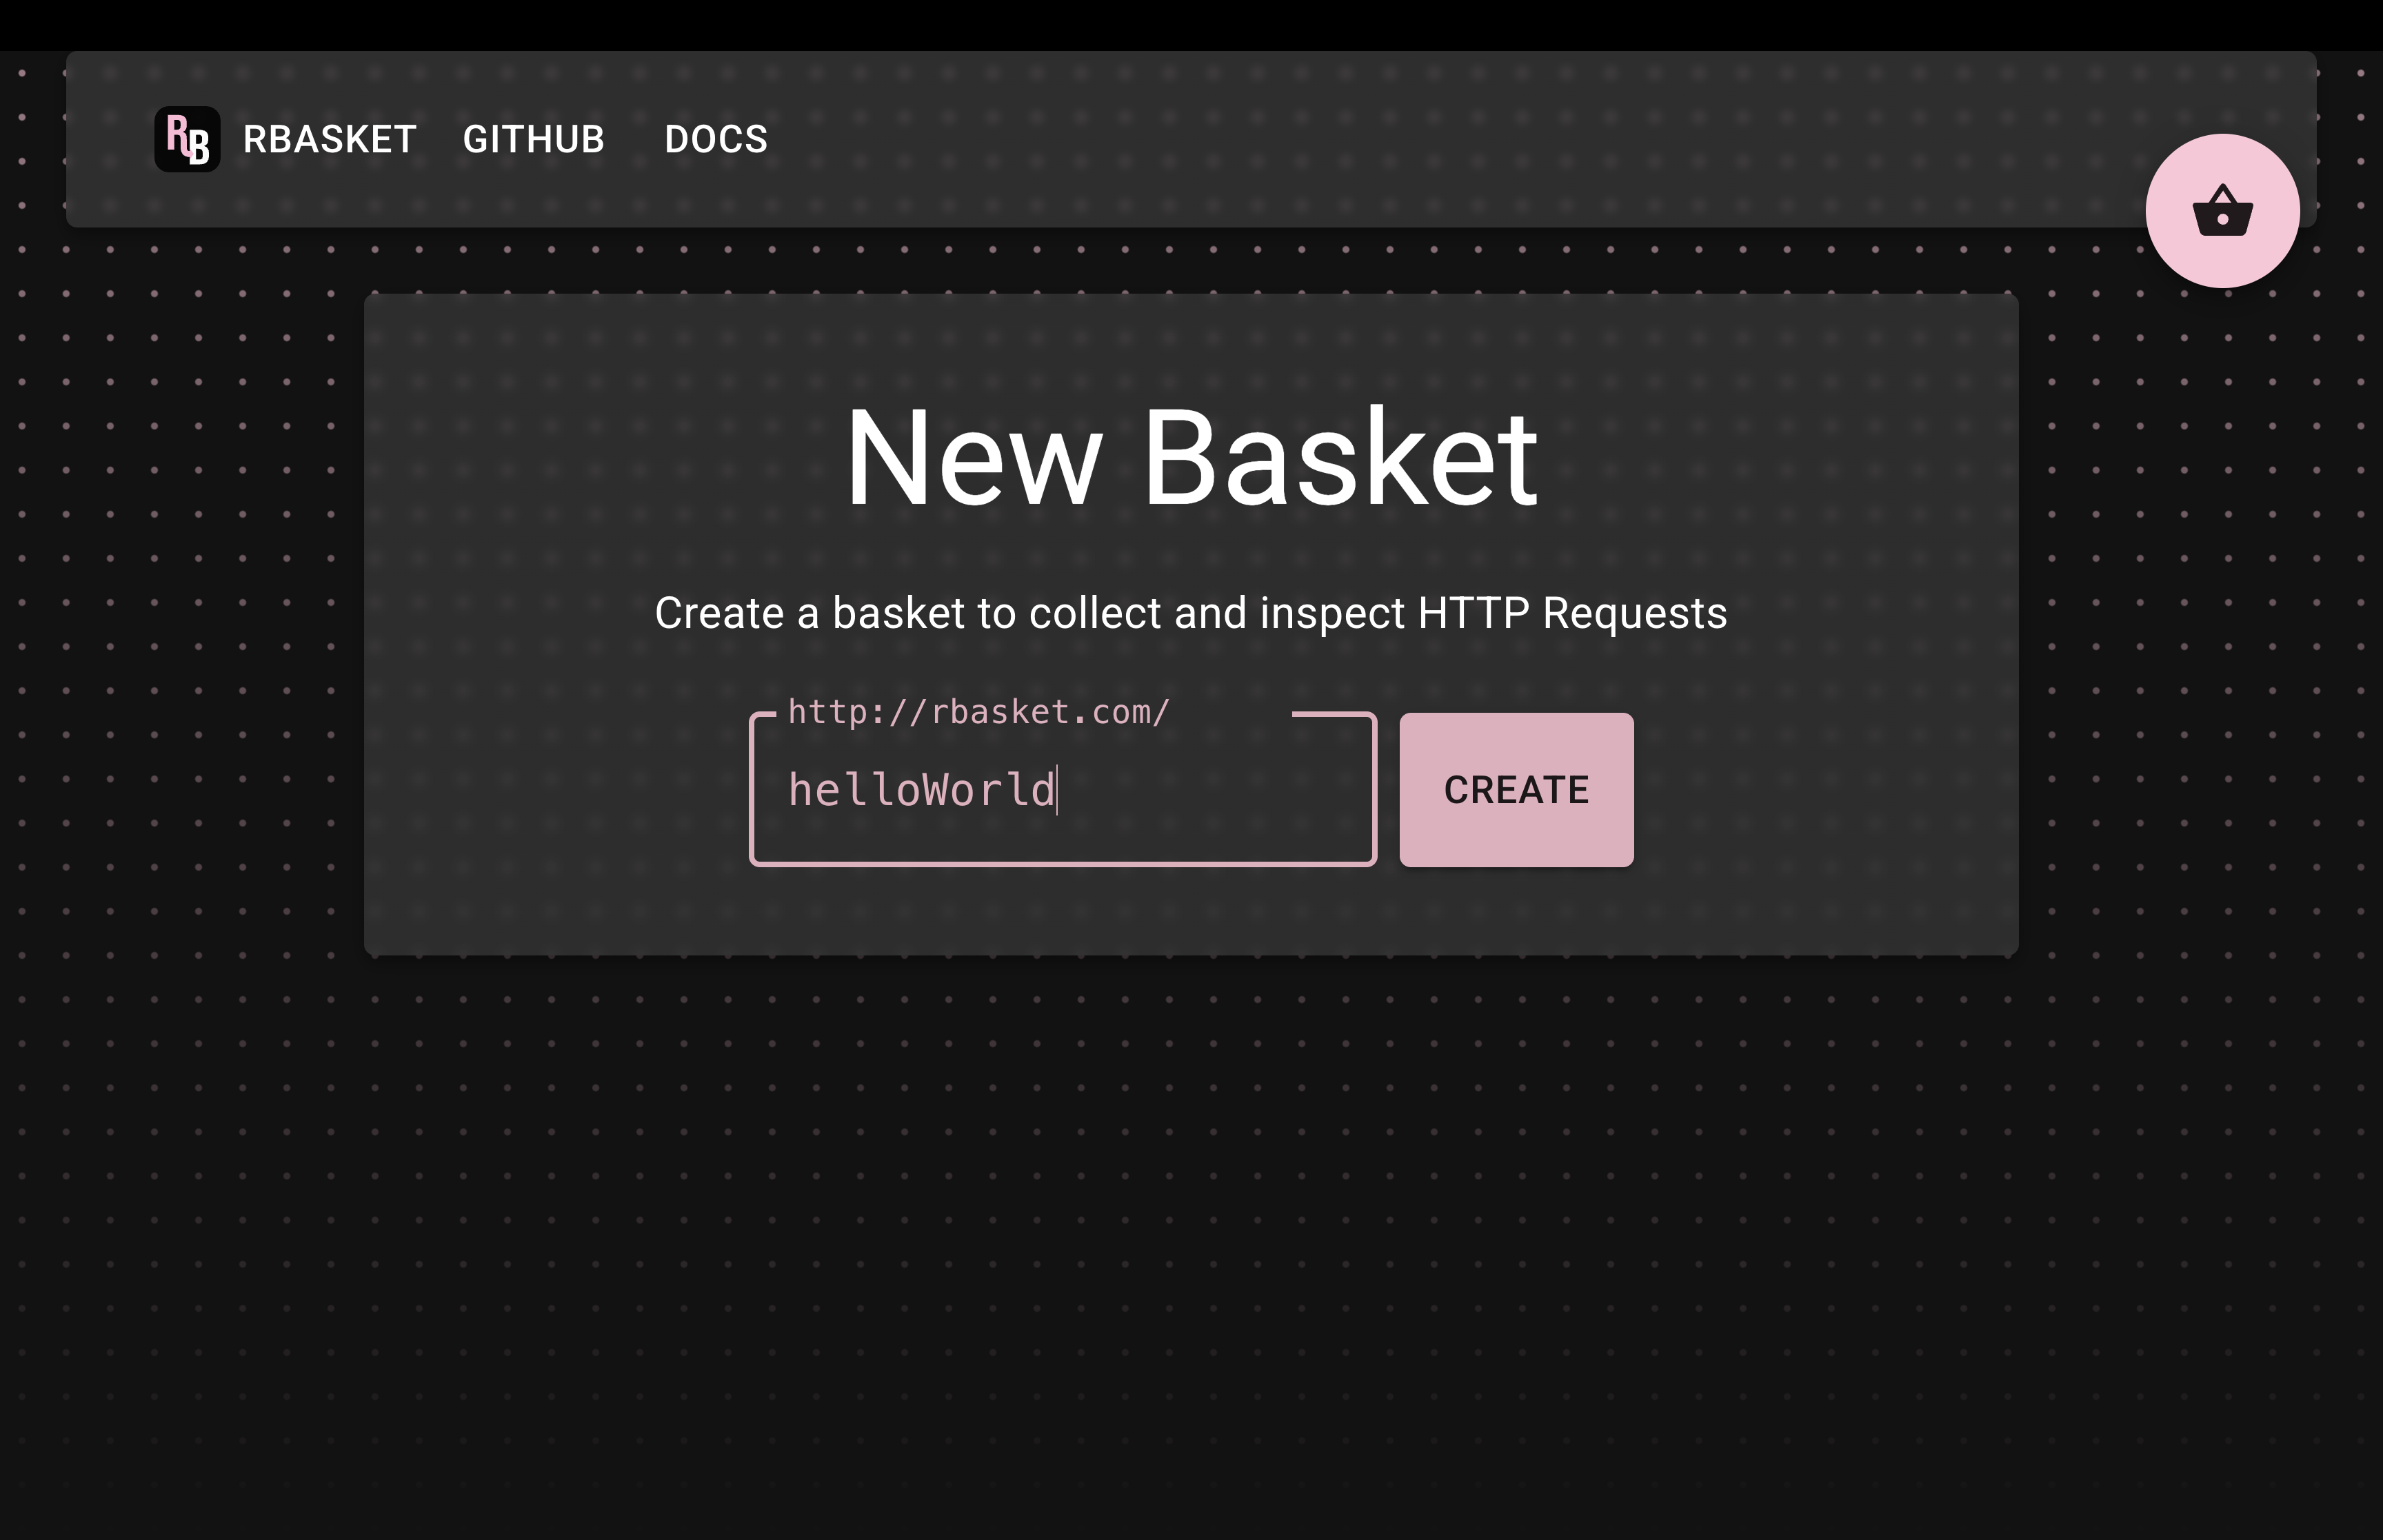 RB RBASKET GITHUB DOCS
New Basket
Create a basket to collect and inspect HTTP Requests
http://rbasket.com/
helloWorld
CREATE